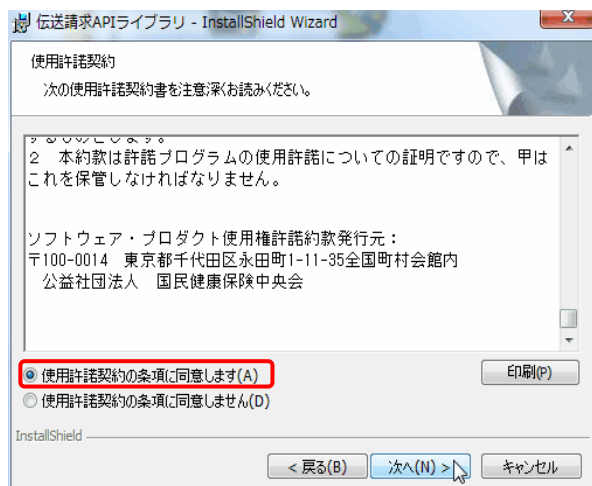 伝送請求APIライブラリ - InstallShield Wizard
使用許諾契約
次の使用許諾契約書を注意深くお読みください。
２　本約款は許諾プログラムの使用許諾についての証明ですので、甲は
これを保管しなければなりません。
ソフトウェア・プロダクト使用権許諾約款発行元：
〒100-0014　東京都千代田区永田町1-11-35全国町村会館内
公益社団法人　国民健康保険中央会
使用許諾契約の条項に同意します(A)
印刷(P)
使用許諾契約の条項に同意しません(D)
InstallShield
< 戻る(B)
次へ(N) >
キャンセル